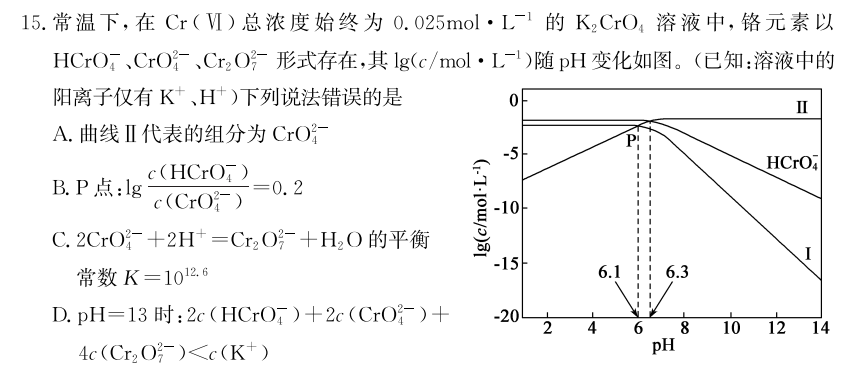 15. 常温下,在 Cr(Ⅵ)总浓度始终为 0.025mol·L⁻¹ 的 K₂CrO₄ 溶液中,铬元素以
HCrO₄⁻、CrO₄²⁻、Cr₂O₇²⁻ 形式存在,其 lg(c/mol·L⁻¹)随 pH 变化如图。(已知:溶液中的
阳离子仅有 K⁺、H⁺)下列说法错误的是
A. 曲线Ⅱ代表的组分为 CrO₄²⁻
B. P 点:lg c(HCrO₄⁻)/c(CrO₄²⁻)=0.2
C. 2CrO₄²⁻+2H⁺=Cr₂O₇²⁻+H₂O 的平衡
常数 K=10¹²·⁶
D. pH=13 时:2c(HCrO₄⁻)+2c(CrO₄²⁻)+
4c(Cr₂O₇²⁻)<c(K⁺)
0
-5
-10
-15
-20
lg(c/mol·L⁻¹)
Ⅱ
P
HCrO₄⁻
Ⅰ
6.1
6.3
2 4 6 8 10 12 14
pH